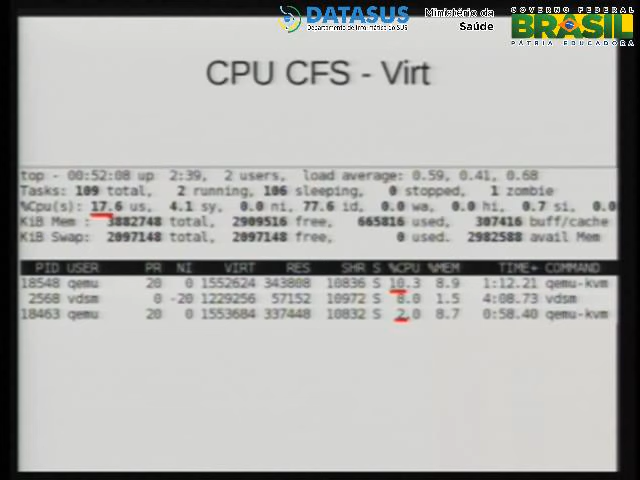 DATASUS
Departamento de Informática do SUS
Ministério da
Saúde
GOVERNO FEDERAL
BRASIL
PÁTRIA EDUCADORA
CPU CFS - Virt
top - 00:52:08 up 2:39, 2 users, load average: 0.59, 0.41, 0.68
Tasks: 109 total, 2 running, 106 sleeping, 0 stopped, 1 zombie
%Cpu(s): 17.6 us, 4.1 sy, 0.0 ni, 77.6 id, 0.0 wa, 0.0 hi, 0.7 si, 0.0
KiB Mem : 3882748 total, 2909516 free, 665816 used, 307416 buff/cache
KiB Swap: 2097148 total, 2097148 free, 0 used. 2982588 avail Mem
PID USER PR NI VIRT RES SHR S %CPU %MEM TIME+ COMMAND
18548 qemu 20 0 1552624 343808 10836 S 10.3 8.9 1:12.21 qemu-kvm
2568 vdsm 0 -20 1229256 57152 10972 S 8.0 1.5 4:08.73 vdsm
18463 qemu 20 0 1553684 337448 10832 S 2.0 8.7 0:58.40 qemu-kvm